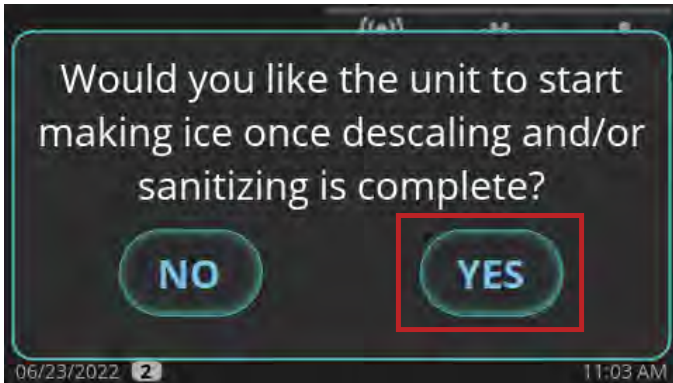 Would you like the unit to start
making ice once descaling and/or
sanitizing is complete?
NO YES
06/23/2022 2 11:03 AM